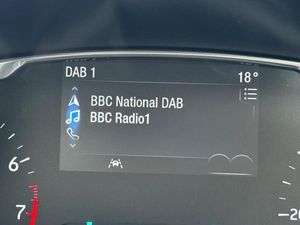 DAB 1 18°
BBC National DAB
BBC Radio1
6
7
-20